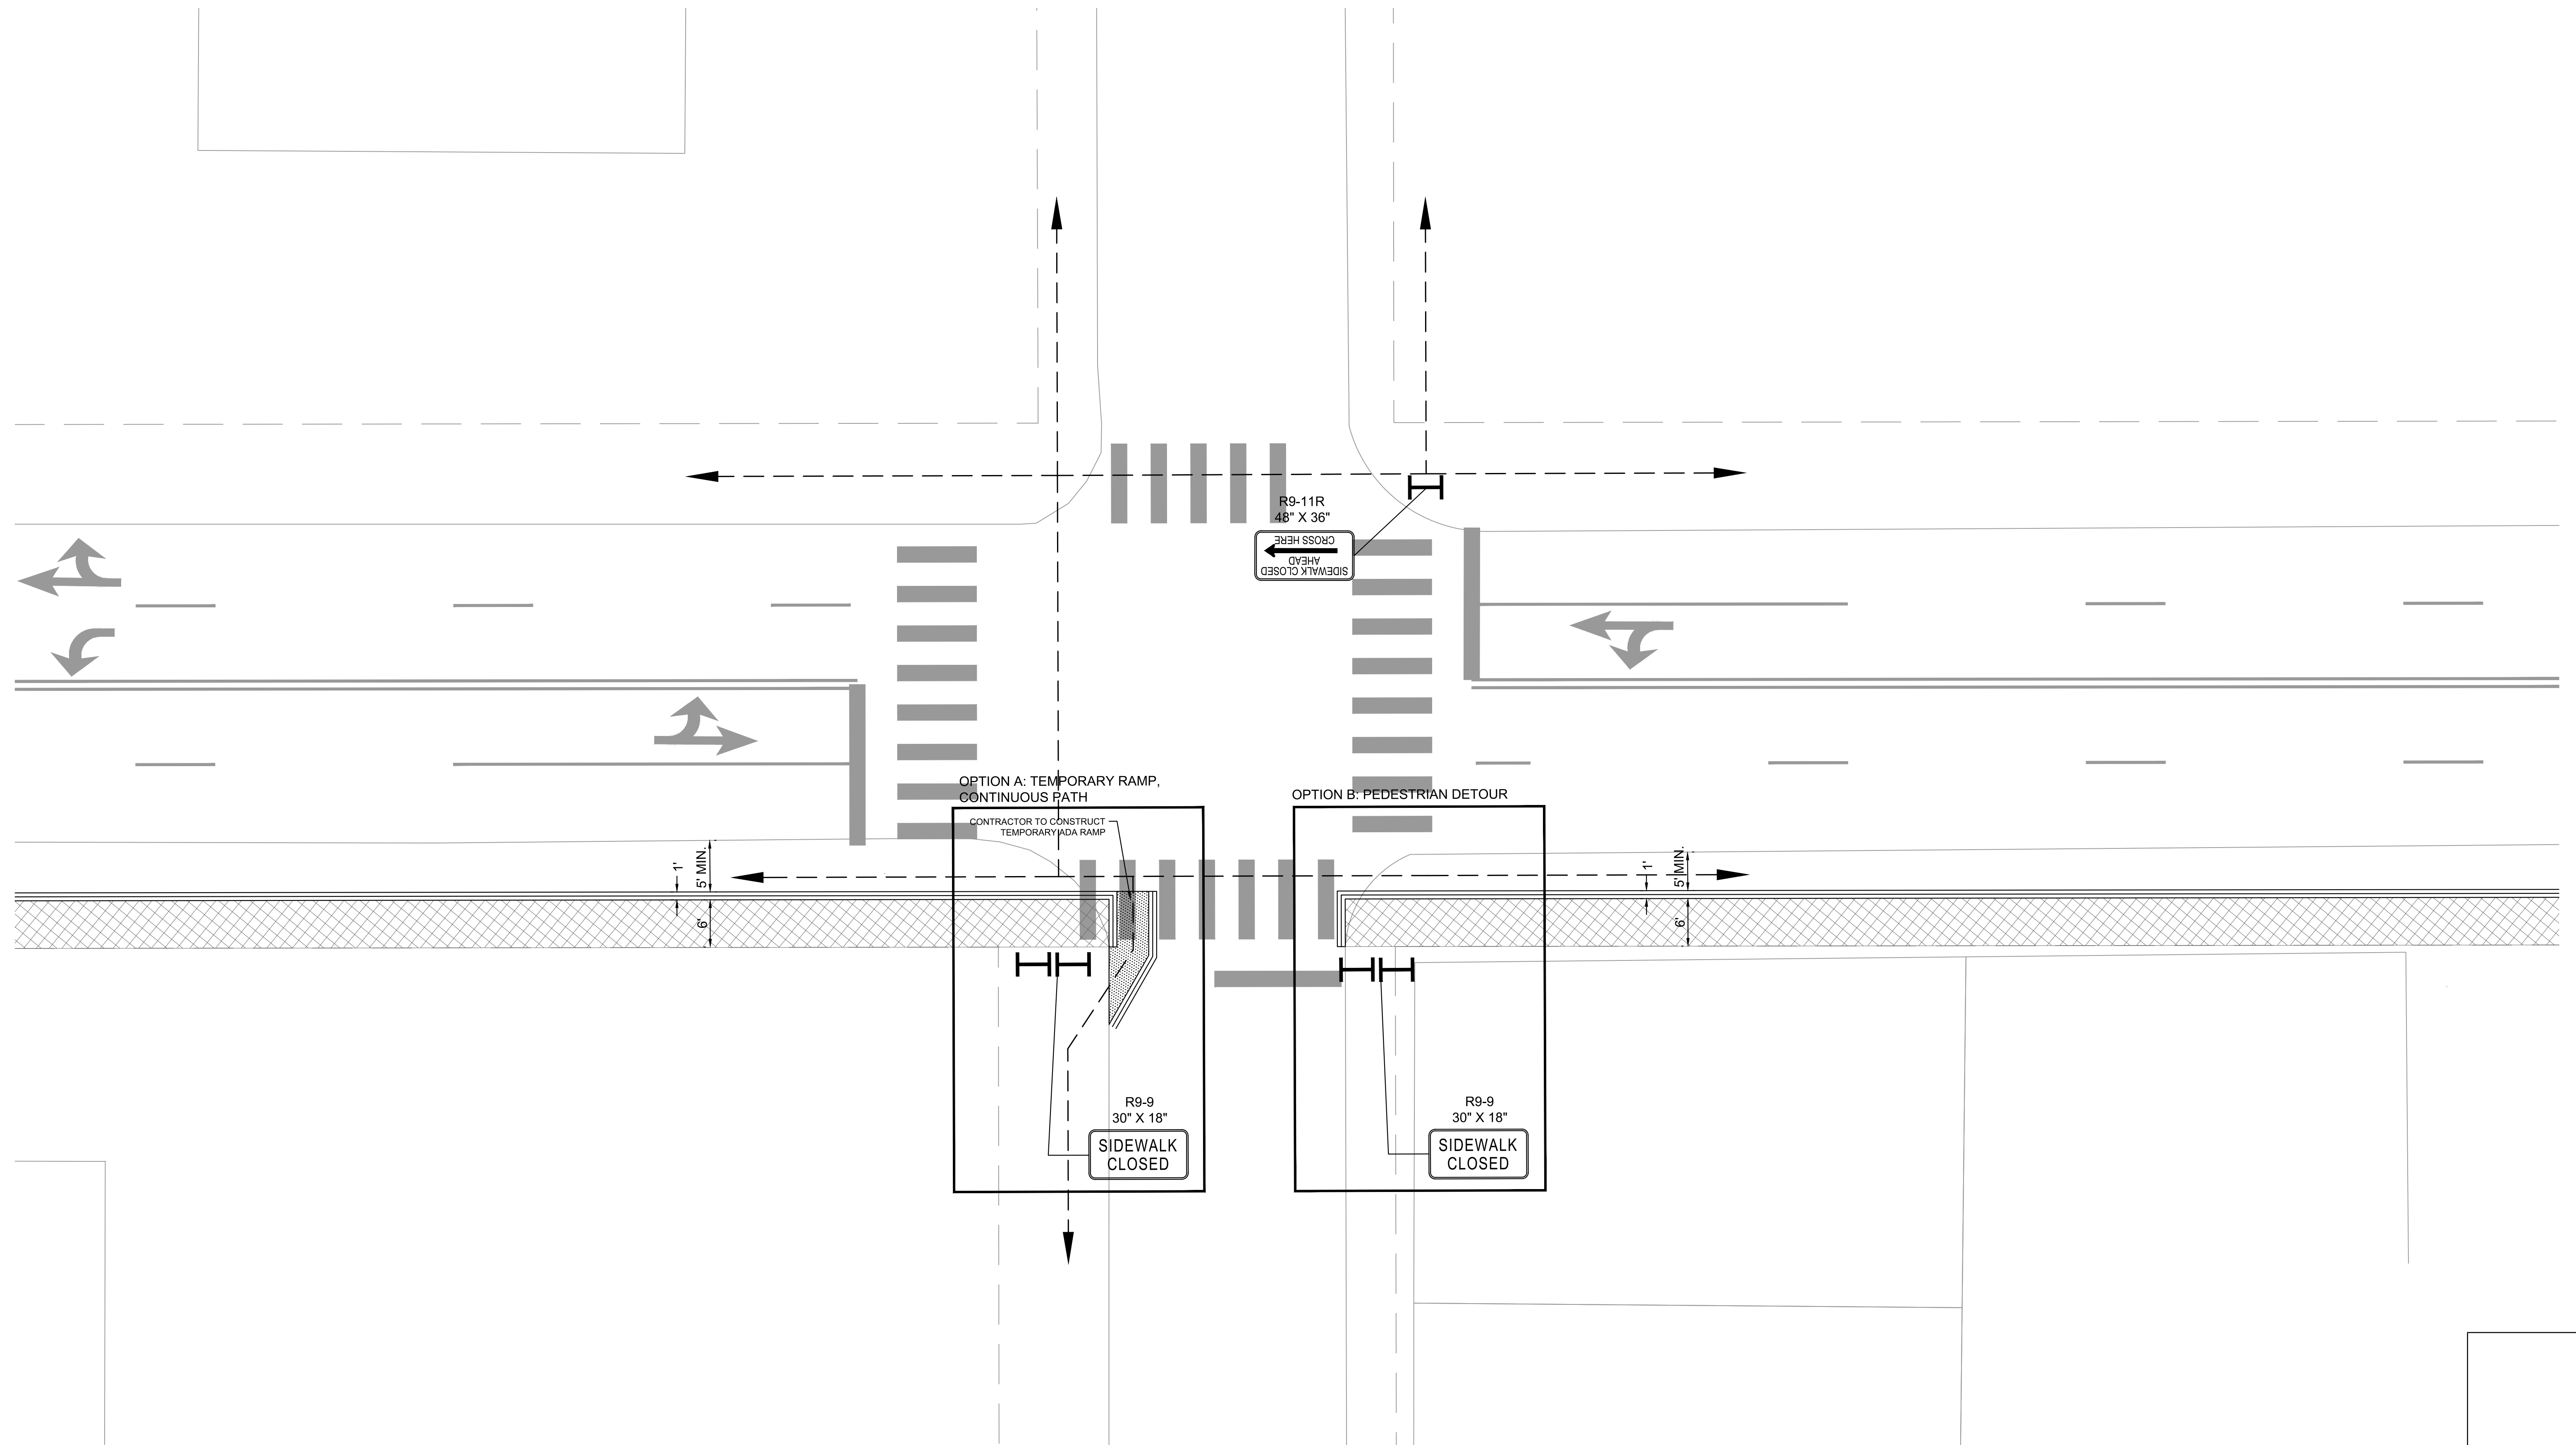 R9-11R
48" X 36"
SIDEWALK CLOSED
AHEAD
CROSS HERE
OPTION A: TEMPORARY RAMP,
CONTINUOUS PATH
CONTRACTOR TO CONSTRUCT
TEMPORARY ADA RAMP
OPTION B: PEDESTRIAN DETOUR
1'
5' MIN.
6'
1'
5' MIN.
6'
R9-9
30" X 18"
SIDEWALK
CLOSED
R9-9
30" X 18"
SIDEWALK
CLOSED